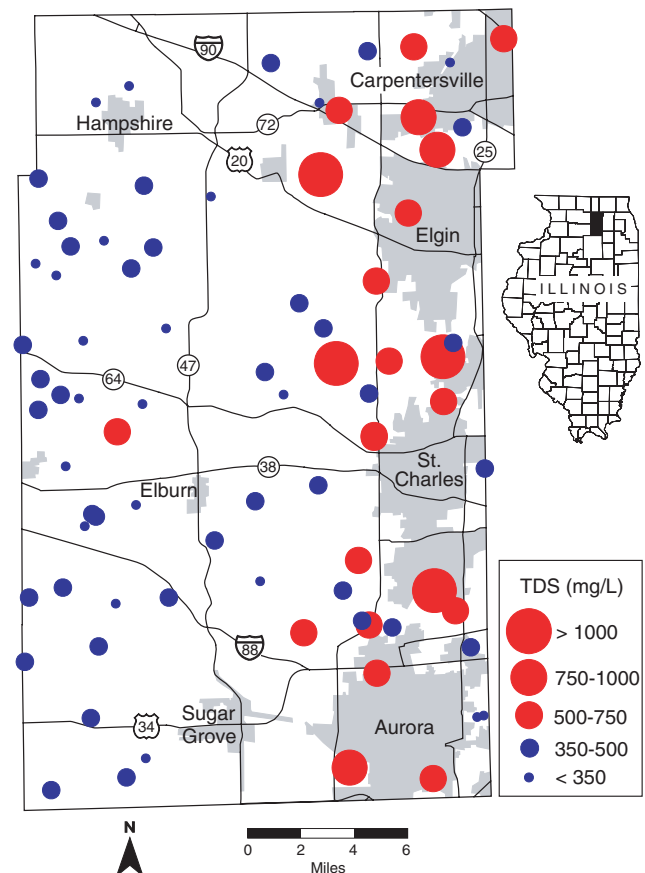 90
Carpentersville
Hampshire
72
20
25
Elgin
ILLINOIS
64
47
St.
Charles
38
Elburn
TDS (mg/L)
> 1000
750-1000
500-750
350-500
< 350
88
Sugar
Grove
34
Aurora
N
0 2 4 6
Miles